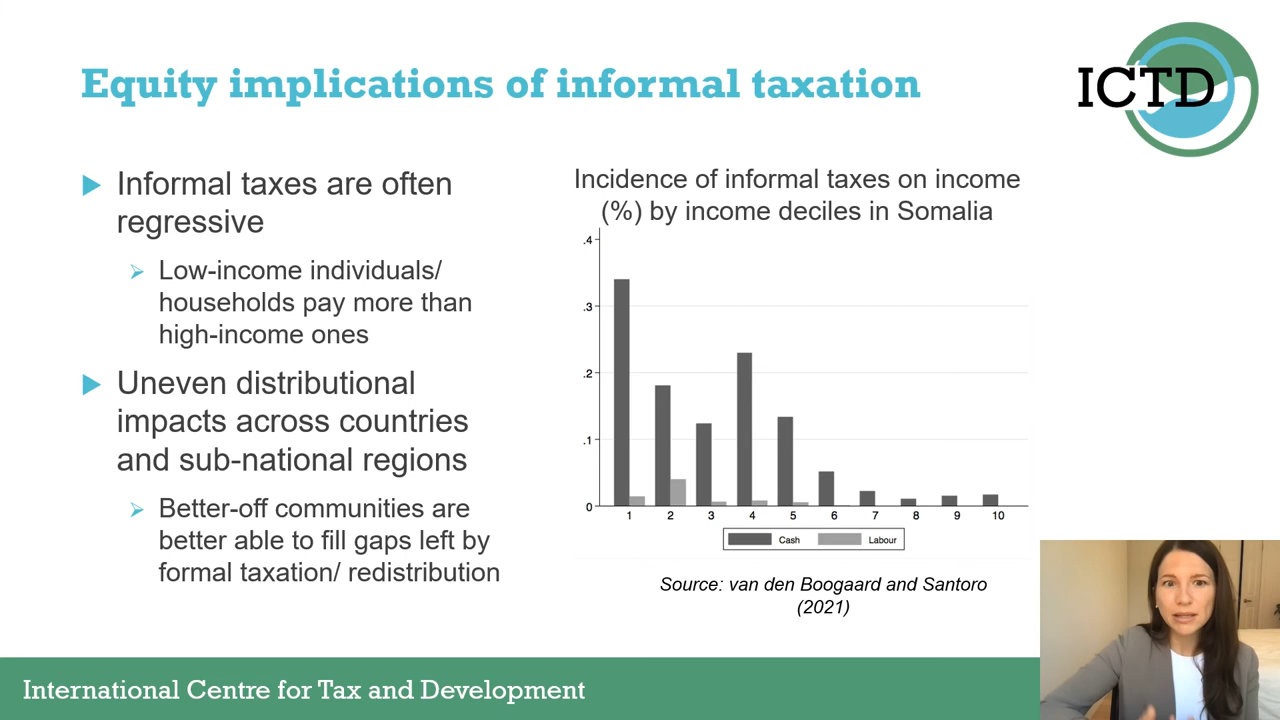 Equity implications of informal taxation
ICTD
Informal taxes are often
regressive
Low-income individuals/
households pay more than
high-income ones
Uneven distributional
impacts across countries
and sub-national regions
Better-off communities are
better able to fill gaps left by
formal taxation/ redistribution
Incidence of informal taxes on income
(%) by income deciles in Somalia
.4
.3
.2
.1
0
1 2 3 4 5 6 7 8 9 10
Cash Labour
Source: van den Boogaard and Santoro
(2021)
International Centre for Tax and Development